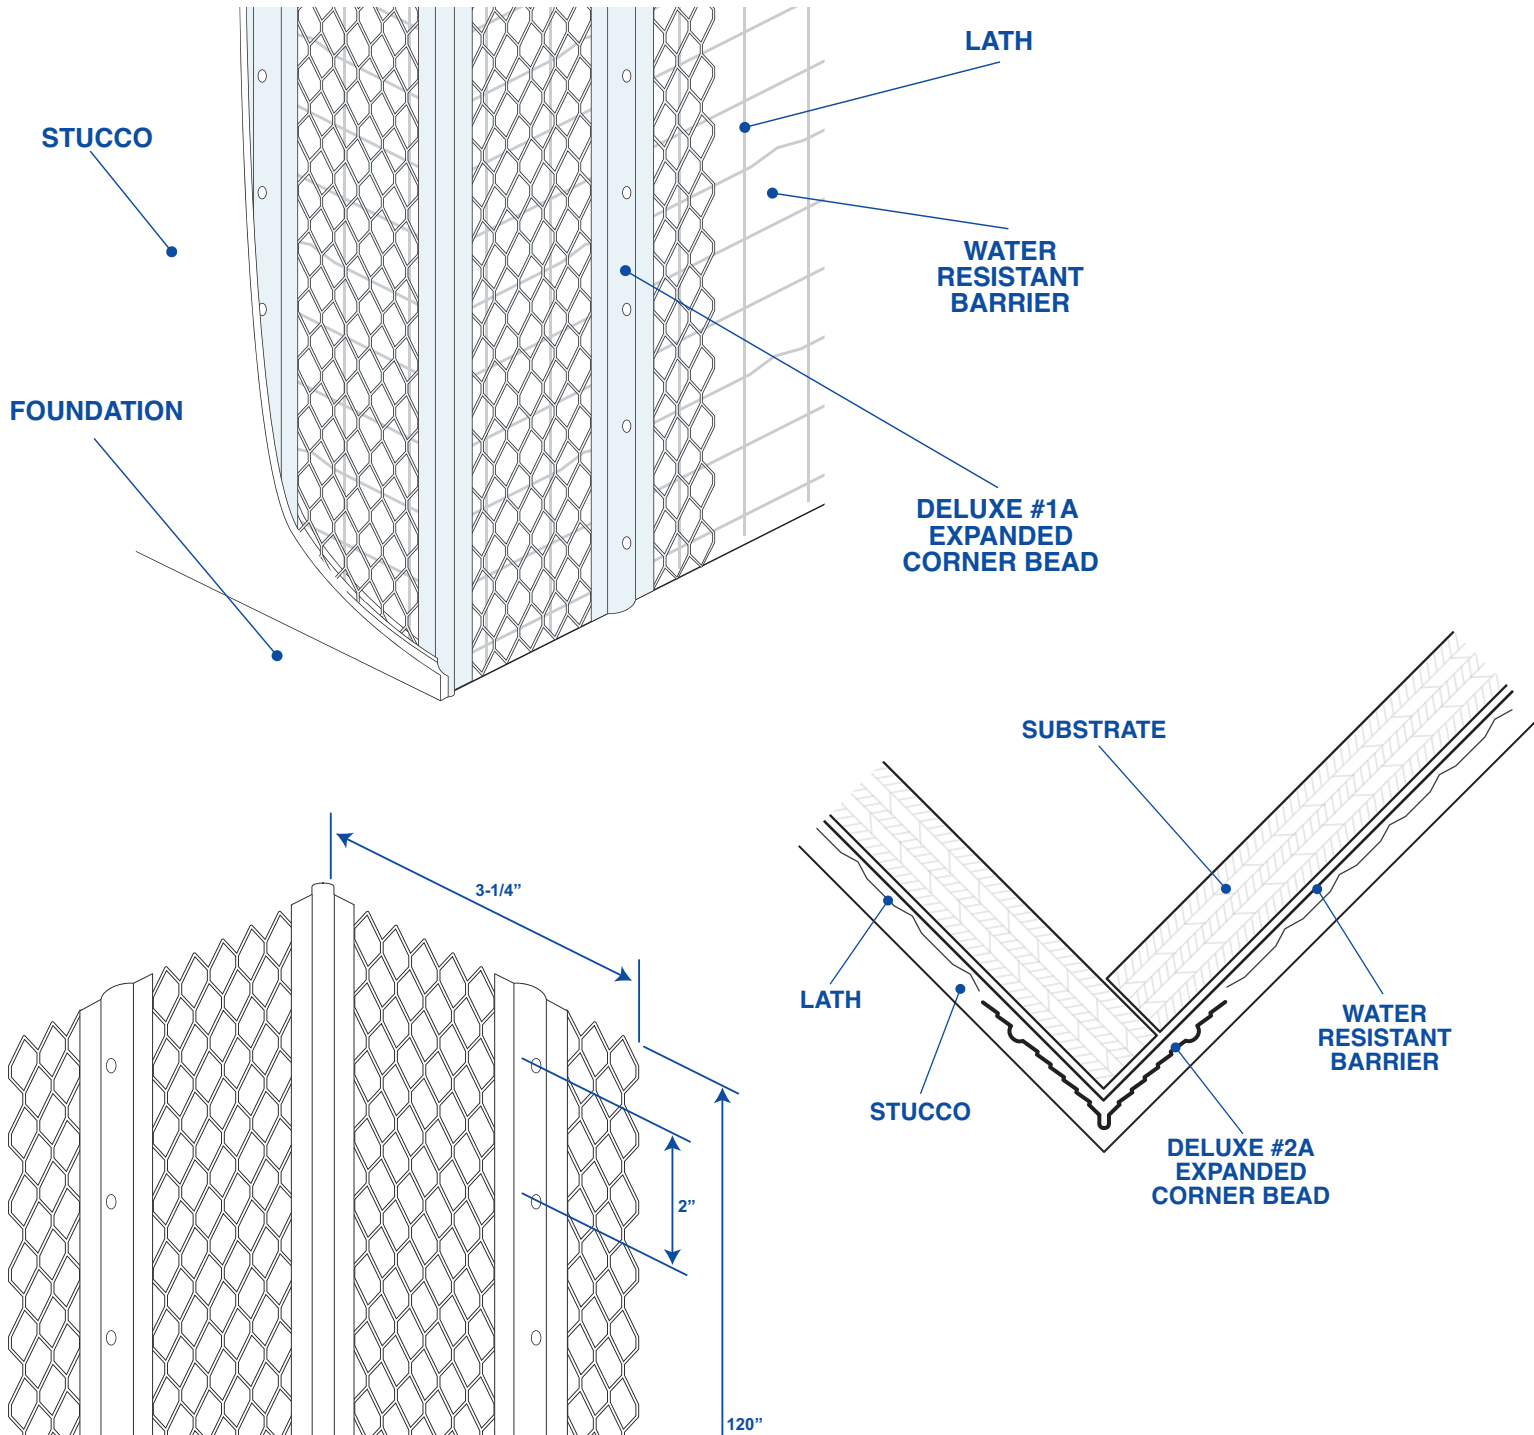 LATH
STUCCO
WATER
RESISTANT
BARRIER
FOUNDATION
DELUXE #1A
EXPANDED
CORNER BEAD
SUBSTRATE
3-1/4”
LATH
WATER
RESISTANT
BARRIER
STUCCO
DELUXE #2A
EXPANDED
CORNER BEAD
2”
120”